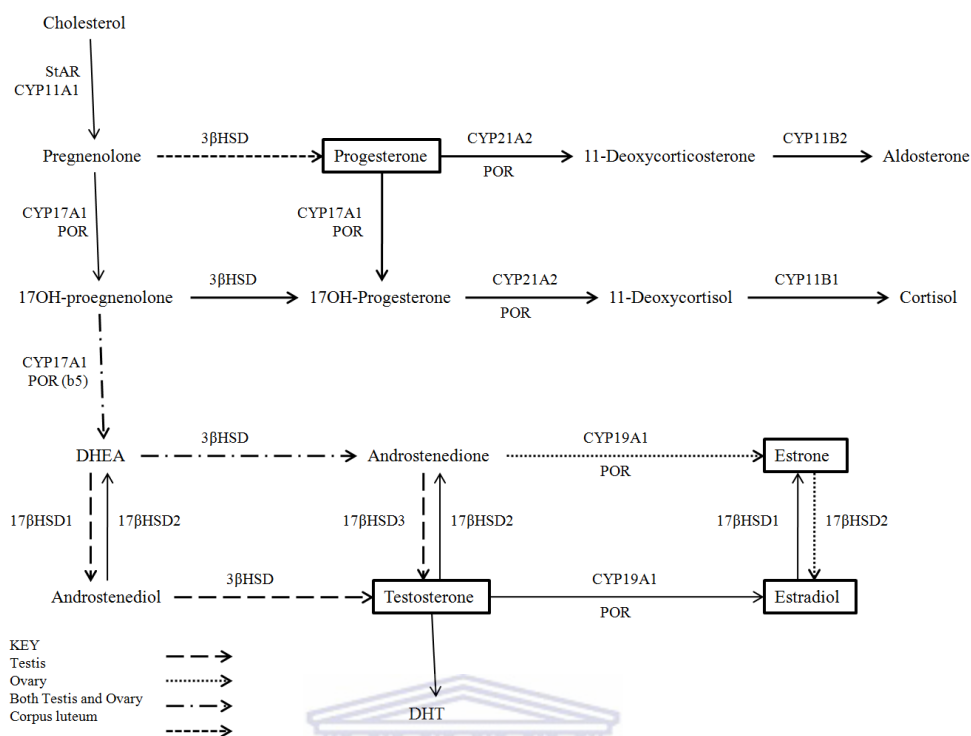 Cholesterol
StAR
CYP11A1
3βHSD
CYP21A2
CYP11B2
Pregnenolone
Progesterone
11-Deoxycorticosterone
Aldosterone
POR
CYP17A1
POR
CYP17A1
POR
3βHSD
CYP21A2
CYP11B1
17OH-proegnenolone
17OH-Progesterone
11-Deoxycortisol
Cortisol
POR
CYP17A1
POR (b5)
3βHSD
CYP19A1
DHEA
Androstenedione
Estrone
POR
17βHSD1
17βHSD2
17βHSD3
17βHSD2
17βHSD1
17βHSD2
3βHSD
CYP19A1
Androstenediol
Testosterone
Estradiol
POR
KEY
Testis
Ovary
Both Testis and Ovary
Corpus luteum
DHT